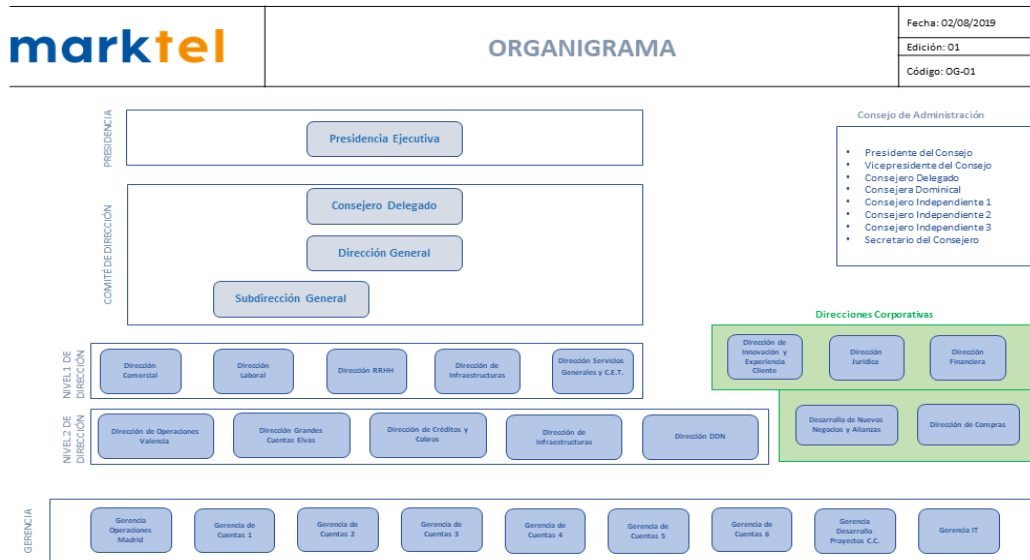 marktel
ORGANIGRAMA
Fecha: 02/08/2019
Edición: 01
Código: OG-01
PRESIDENCIA
Presidencia Ejecutiva
Consejo de Administración
• Presidente del Consejo
• Vicepresidente del Consejo
• Consejero Delegado
• Consejera Dominical
• Consejero Independiente 1
• Consejero Independiente 2
• Consejero Independiente 3
• Secretario del Consejero
COMITÉ DE DIRECCIÓN
Consejero Delegado
Dirección General
Subdirección General
Direcciones Corporativas
Dirección de
Innovación y
Experiencia
Cliente
Dirección
Jurídico
Dirección
Financiera
Desarrollo de Nuevos
Negocios y Alianzas
Dirección de Compras
NIVEL 1 DE
DIRECCIÓN
Dirección
Comercial
Dirección
Laboral
Dirección RRHH
Dirección de
Infraestructuras
Dirección Servicios
Generales y C.E.T.
NIVEL 2 DE
DIRECCIÓN
Dirección de Operaciones
Valencia
Dirección Grandes
Cuentas Elvas
Dirección de Créditos y
Cobros
Dirección de
Infraestructuras
Dirección DDN
GERENCIA
Gerencia
Operaciones
Madrid
Gerencia de
Cuentas 1
Gerencia de
Cuentas 2
Gerencia de
Cuentas 3
Gerencia de
Cuentas 4
Gerencia de
Cuentas 5
Gerencia de
Cuentas 6
Gerencia
Desarrollo
Proyectos C.C.
Gerencia IT